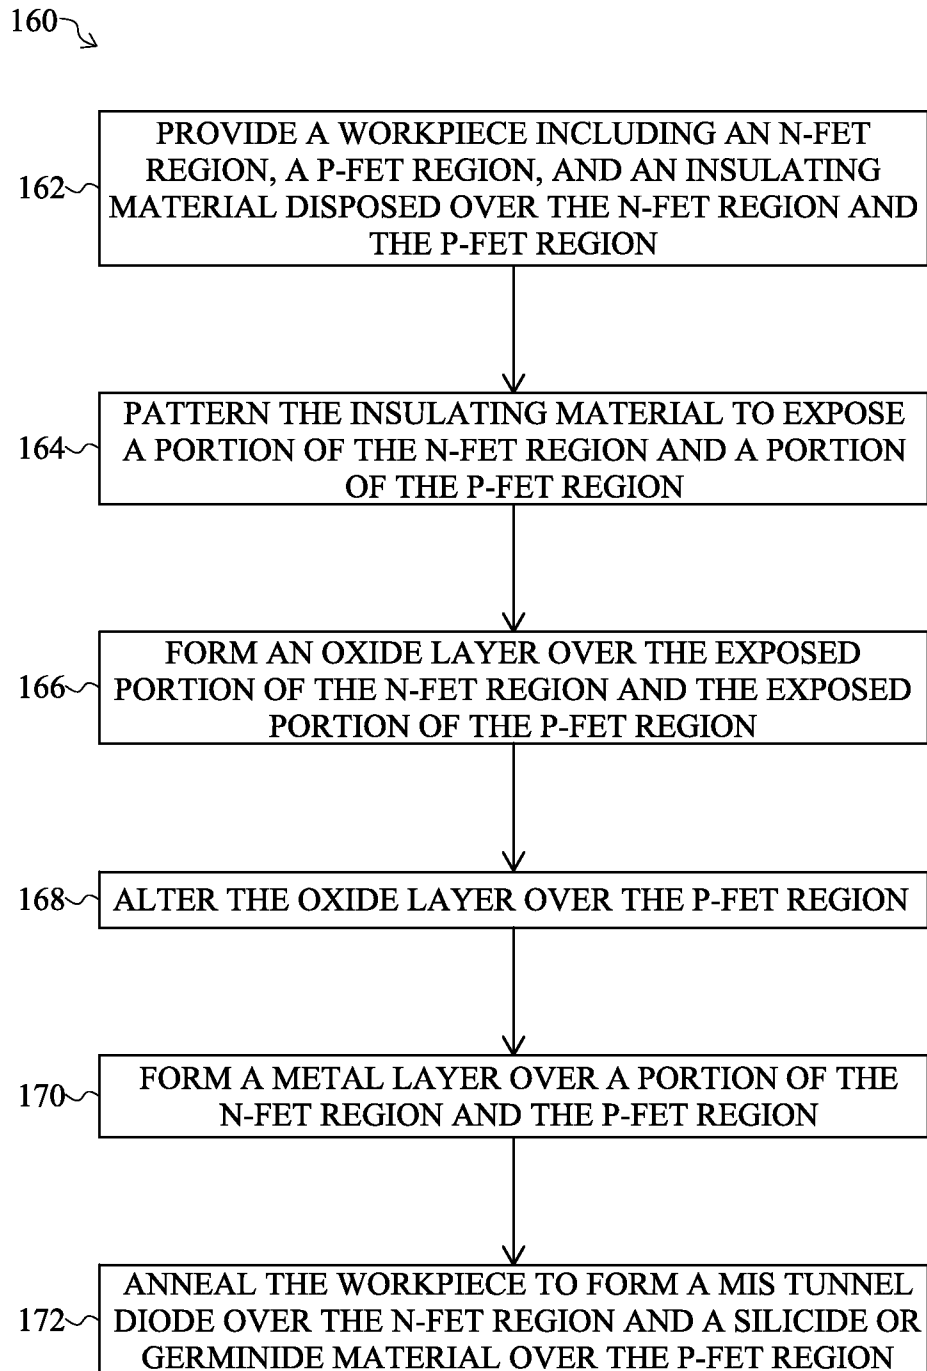 160
PROVIDE A WORKPIECE INCLUDING AN N-FET
REGION, A P-FET REGION, AND AN INSULATING
162
MATERIAL DISPOSED OVER THE N-FET REGION AND
THE P-FET REGION
PATTERN THE INSULATING MATERIAL TO EXPOSE
164
A PORTION OF THE N-FET REGION AND A PORTION
OF THE P-FET REGION
FORM AN OXIDE LAYER OVER THE EXPOSED
166
PORTION OF THE N-FET REGION AND THE EXPOSED
PORTION OF THE P-FET REGION
168
ALTER THE OXIDE LAYER OVER THE P-FET REGION
170
FORM A METAL LAYER OVER A PORTION OF THE
N-FET REGION AND THE P-FET REGION
ANNEAL THE WORKPIECE TO FORM A MIS TUNNEL
172
DIODE OVER THE N-FET REGION AND A SILICIDE OR
GERMINIDE MATERIAL OVER THE P-FET REGION